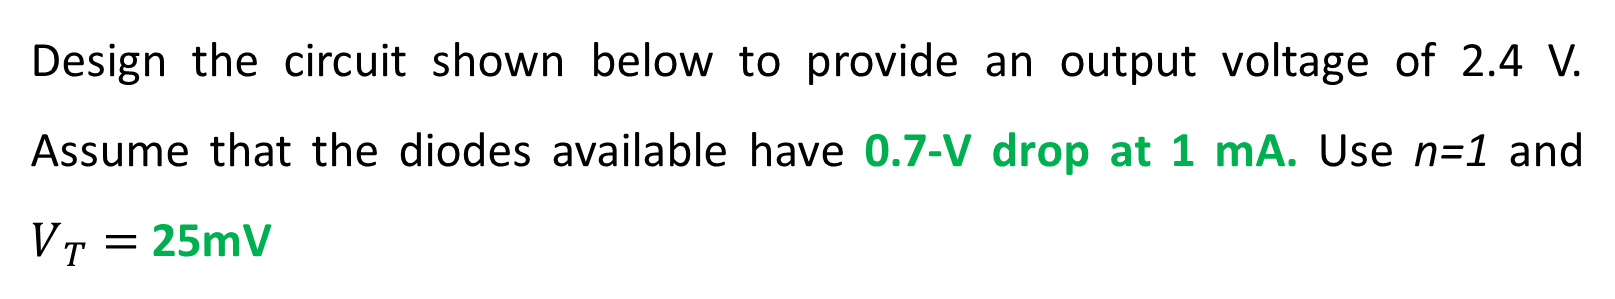 Design the circuit shown below to provide an output voltage of 2.4 V.
Assume that the diodes available have 0.7-V drop at 1 mA. Use n=1 and
V_T = 25mV